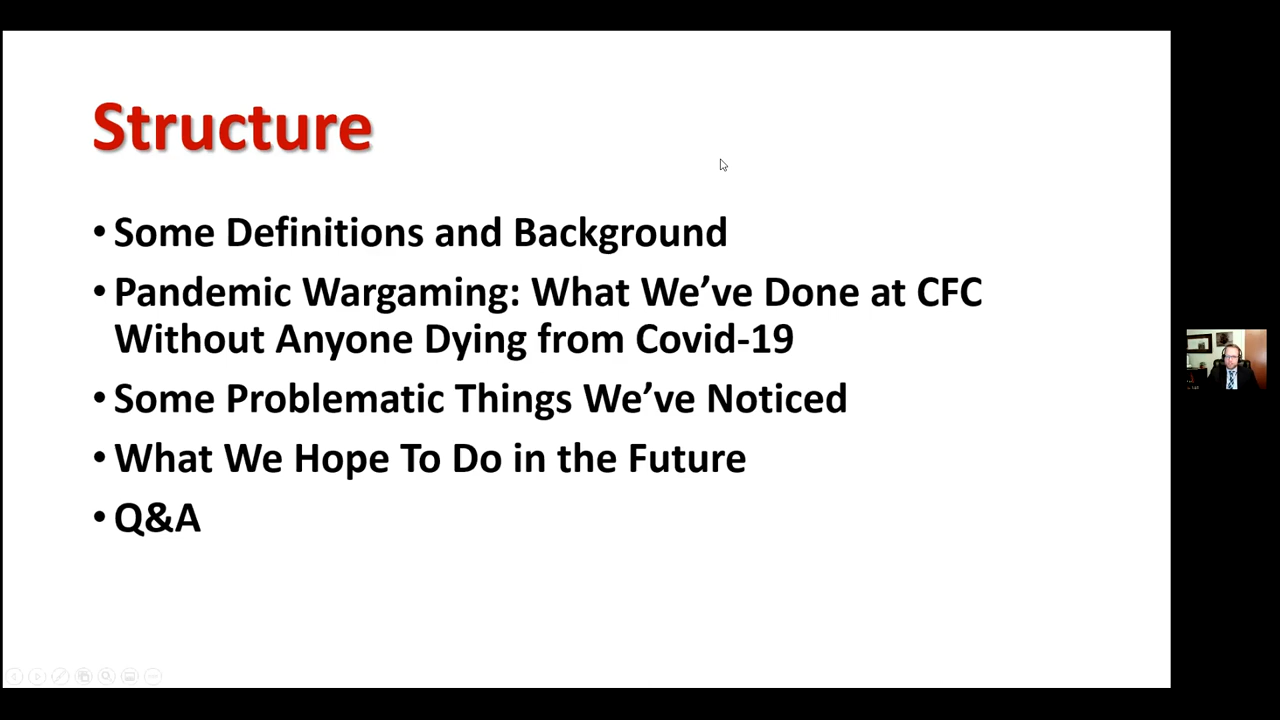 Structure
• Some Definitions and Background
• Pandemic Wargaming: What We’ve Done at CFC
Without Anyone Dying from Covid-19
• Some Problematic Things We’ve Noticed
• What We Hope To Do in the Future
• Q&A